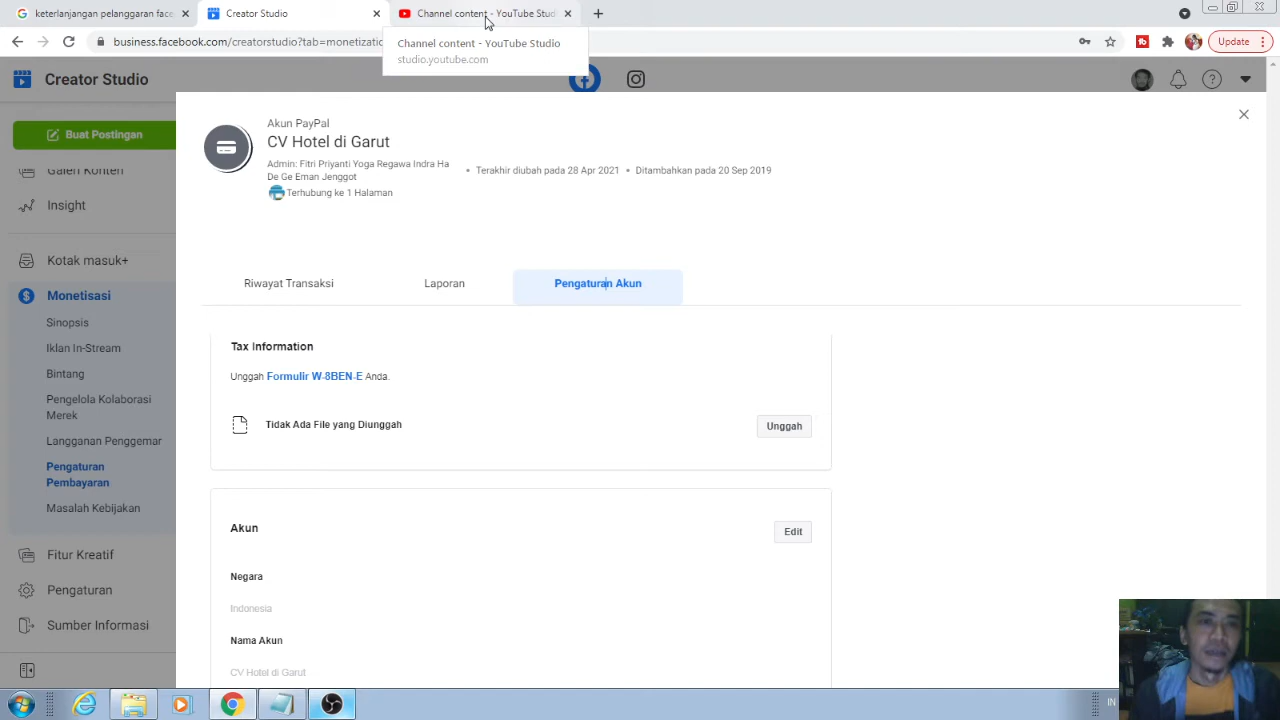 keterlanjangan pelanggaran faceb
Creator Studio
Channel content - YouTube Studi
business.facebook.com/creatorstudio?tab=monetizatio
Update
Channel content - YouTube Studio
studio.youtube.com
Creator Studio
Buat Postingan
Galeri Konten
Insight
Kotak masuk+
Monetisasi
Sinopsis
Iklan In-Stream
Bintang
Pengelola Kolaborasi
Merek
Langganan Penggemar
Pengaturan
Pembayaran
Masalah Kebijakan
Fitur Kreatif
Pengaturan
Sumber Informasi
Akun PayPal
CV Hotel di Garut
Admin: Fitri Priyanti Yoga Regawa Indra Ha
De Ge Eman Jenggot
• Terakhir diubah pada 28 Apr 2021 • Ditambahkan pada 20 Sep 2019
Terhubung ke 1 Halaman
Riwayat Transaksi
Laporan
Pengaturan Akun
Tax Information
Unggah Formulir W-8BEN-E Anda.
Tidak Ada File yang Diunggah
Unggah
Akun
Edit
Negara
Indonesia
Nama Akun
CV Hotel di Garut
IN